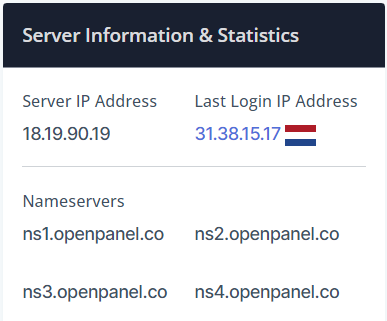 Server Information & Statistics
Server IP Address Last Login IP Address
18.19.90.19 31.38.15.17
Nameservers
ns1.openpanel.co ns2.openpanel.co
ns3.openpanel.co ns4.openpanel.co